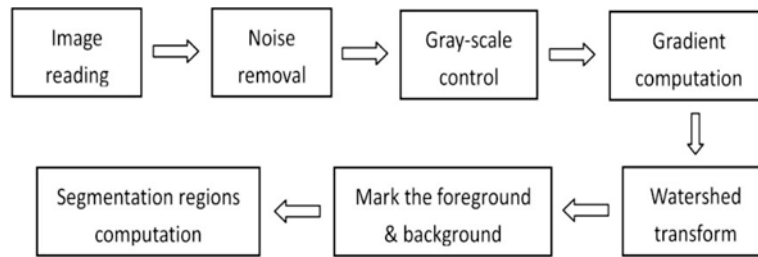 Image
reading
Noise
removal
Gray-scale
control
Gradient
computation
Watershed
transform
Mark the foreground
& background
Segmentation regions
computation